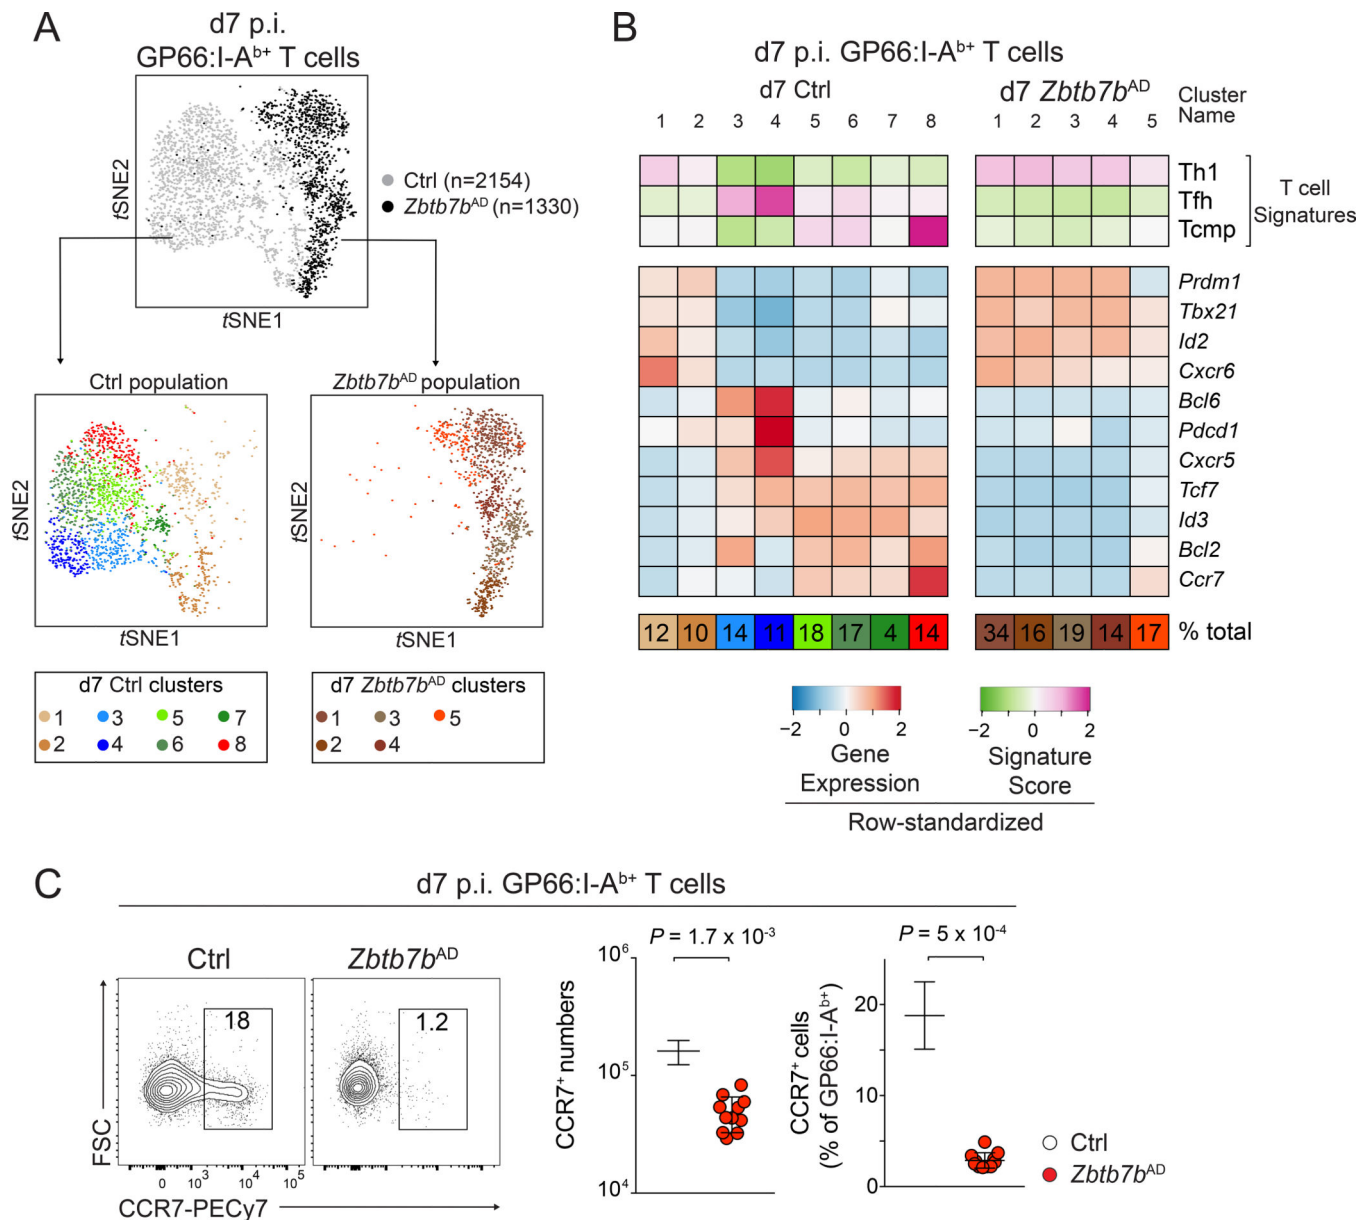 A
d7 p.i.
GP66:I-Aᵇ⁺ T cells
tSNE2
tSNE1
Ctrl (n=2154)
Zbtb7bᴬᴰ (n=1330)
Ctrl population
Zbtb7bᴬᴰ population
tSNE2
tSNE1
tSNE2
tSNE1
d7 Ctrl clusters
1 3 5 7
2 4 6 8
d7 Zbtb7bᴬᴰ clusters
1 3 5
2 4
B
d7 p.i. GP66:I-Aᵇ⁺ T cells
d7 Ctrl
d7 Zbtb7bᴬᴰ
Cluster
Name
1 2 3 4 5 6 7 8
1 2 3 4 5
Th1
Tfh
Tcmp
T cell
Signatures
Prdm1
Tbx21
Id2
Cxcr6
Bcl6
Pdcd1
Cxcr5
Tcf7
Id3
Bcl2
Ccr7
12 10 14 11 18 17 4 14
34 16 19 14 17
% total
−2 0 2
Gene
Expression
−2 0 2
Signature
Score
Row-standardized
C
d7 p.i. GP66:I-Aᵇ⁺ T cells
Ctrl
Zbtb7bᴬᴰ
18
1.2
FSC
0 10³ 10⁴ 10⁵
CCR7-PECy7
P = 1.7 x 10⁻³
CCR7⁺ numbers
10⁶
10⁵
10⁴
P = 5 x 10⁻⁴
CCR7⁺ cells
(% of GP66:I-Aᵇ⁺)
20
10
0
Ctrl
Zbtb7bᴬᴰ